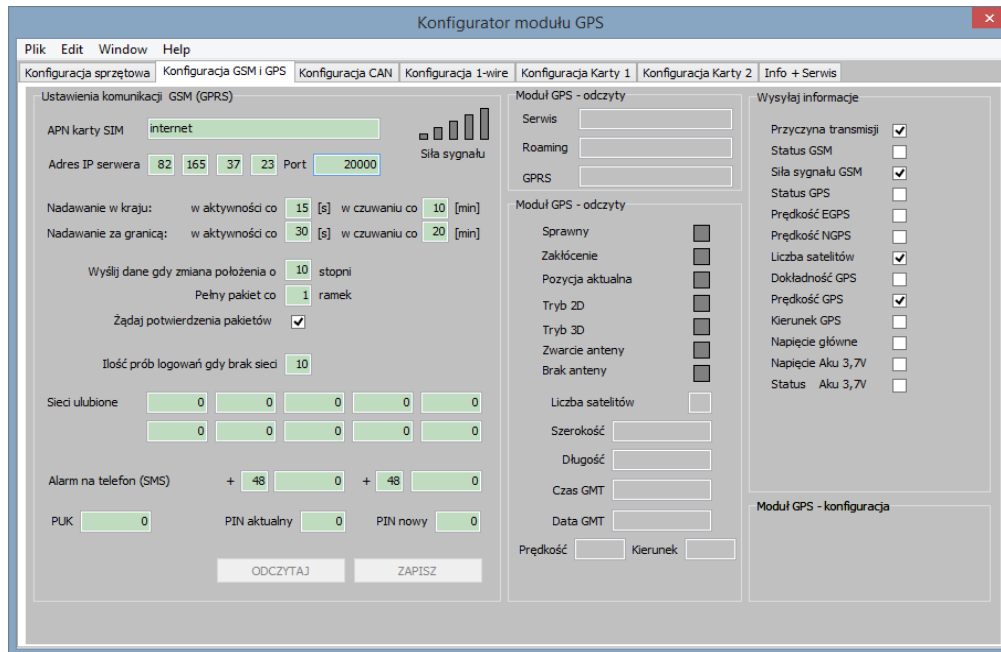 Konfigurator modułu GPS
Plik Edit Window Help
Konfiguracja sprzętowa Konfiguracja GSM i GPS Konfiguracja CAN Konfiguracja 1-wire Konfiguracja Karty 1 Konfiguracja Karty 2 Info + Serwis
Ustawienia komunikacji GSM (GPRS)
APN karty SIM internet
Siła sygnału
Adres IP serwera 82 165 37 23 Port 20000
Nadawanie w kraju: w aktywności co 15 [s] w czuwaniu co 10 [min]
Nadawanie za granicą: w aktywności co 30 [s] w czuwaniu co 20 [min]
Wyślij dane gdy zmiana położenia o 10 stopni
Pełny pakiet co 1 ramek
Żądaj potwierdzenia pakietów
Ilość prób logowań gdy brak sieci 10
Sieci ulubione 0 0 0 0 0
0 0 0 0 0
Alarm na telefon (SMS) + 48 0 + 48 0
PUK 0 PIN aktualny 0 PIN nowy 0
ODCZYTAJ ZAPISZ
Moduł GPS - odczyty
Serwis
Roaming
GPRS
Moduł GPS - odczyty
Sprawny
Zakłócenie
Pozycja aktualna
Tryb 2D
Tryb 3D
Zwarcie anteny
Brak anteny
Liczba satelitów
Szerokość
Długość
Czas GMT
Data GMT
Prędkość Kierunek
Wysyłaj informacje
Przyczyna transmisji
Status GSM
Siła sygnału GSM
Status GPS
Prędkość EGPS
Prędkość NGPS
Liczba satelitów
Dokładność GPS
Prędkość GPS
Kierunek GPS
Napięcie główne
Napięcie Aku 3,7V
Status Aku 3,7V
Moduł GPS - konfiguracja